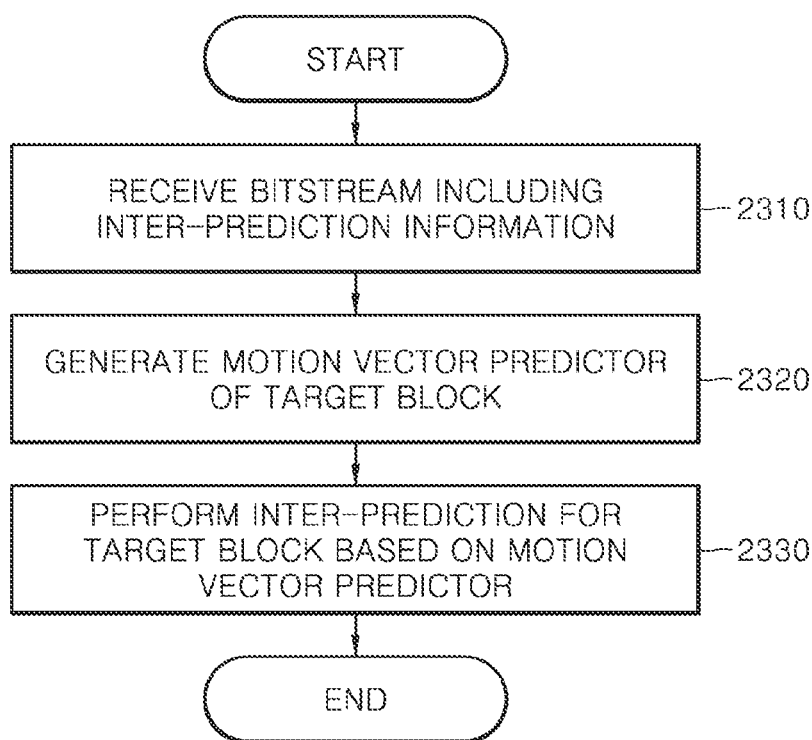 START
RECEIVE BITSTREAM INCLUDING
INTER-PREDICTION INFORMATION
2310
GENERATE MOTION VECTOR PREDICTOR
OF TARGET BLOCK
2320
PERFORM INTER-PREDICTION FOR
TARGET BLOCK BASED ON MOTION
VECTOR PREDICTOR
2330
END